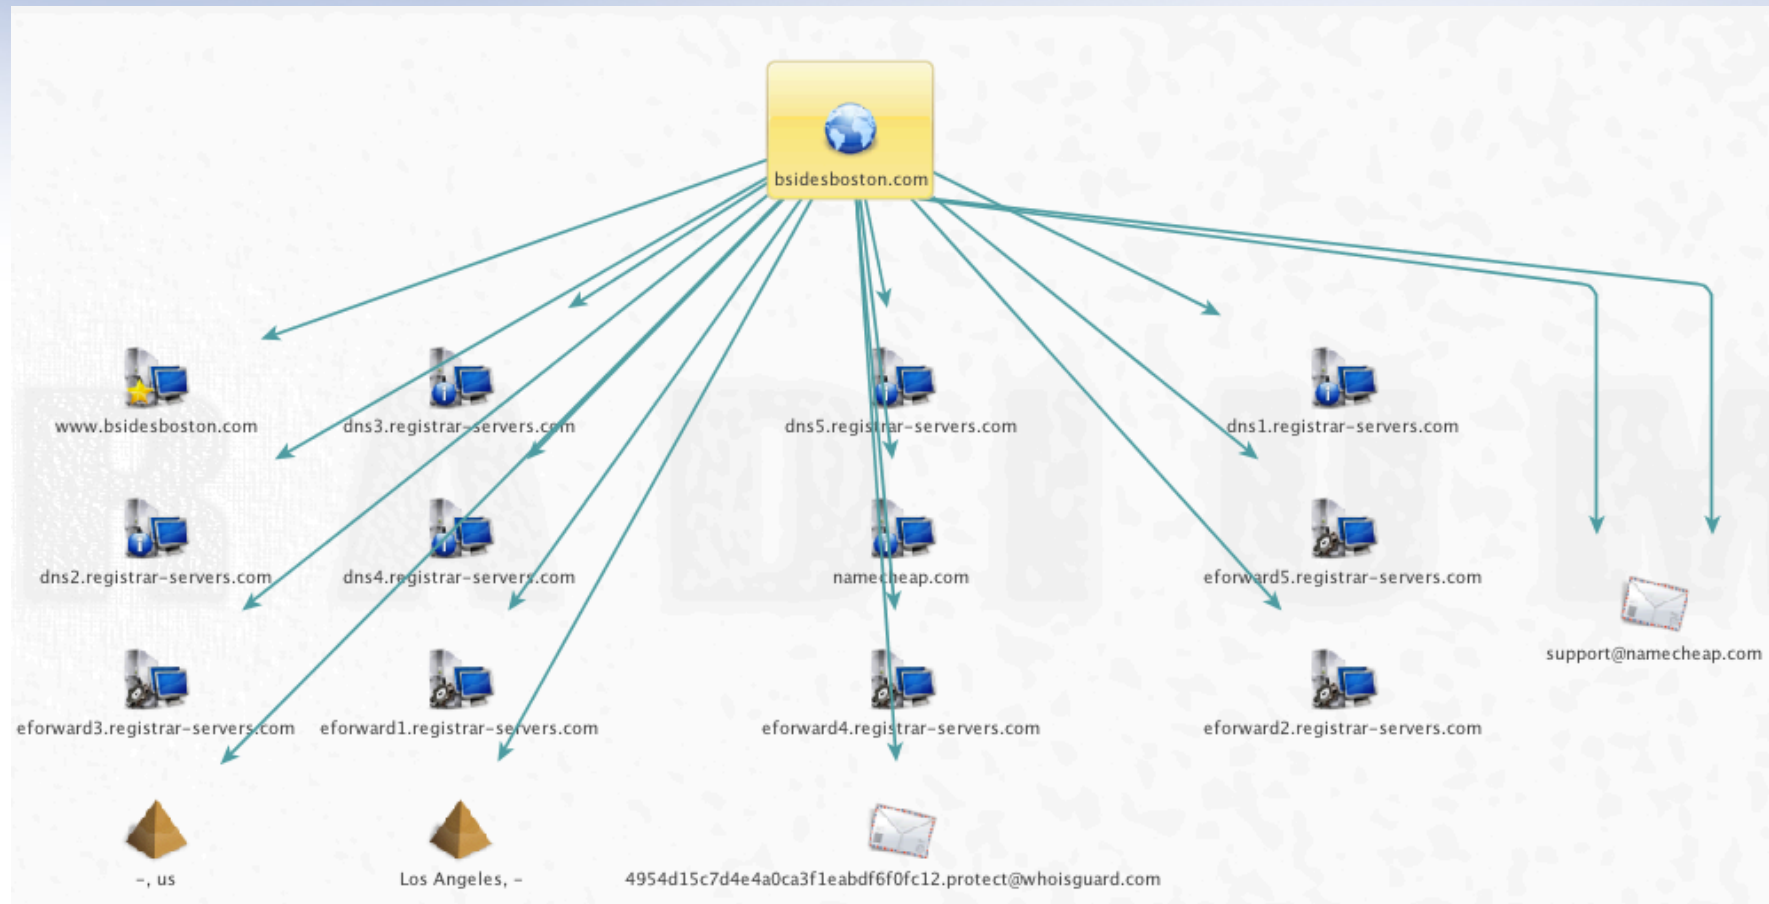 bsidesboston.com
www.bsidesboston.com
dns3.registrar-servers.com
dns5.registrar-servers.com
dns1.registrar-servers.com
dns2.registrar-servers.com
dns4.registrar-servers.com
namecheap.com
eforward5.registrar-servers.com
support@namecheap.com
eforward3.registrar-servers.com
eforward1.registrar-servers.com
eforward4.registrar-servers.com
eforward2.registrar-servers.com
-, us
Los Angeles, -
4954d15c7d4e4a0ca3f1eabdf6f0fc12.protect@whoisguard.com